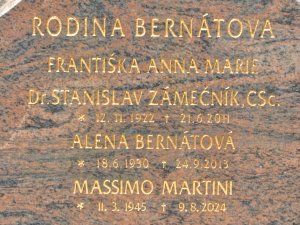 RODINA BERNÁTOVA
FRANTIŠKA ANNA MARIE
Dr. STANISLAV ZÁMEČNÍK, CSc.
* 12. 11. 1922 † 21.6.2011
ALENA BERNÁTOVÁ
* 18.6.1930 † 24.9.2013
MASSIMO MARTINI
* 11. 3. 1945 † 9. 8. 2024